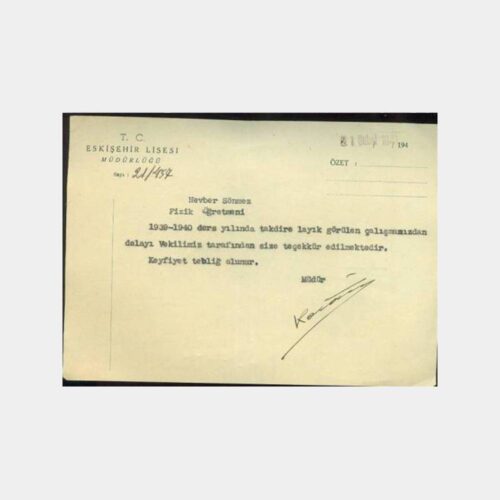 T. C.
ESKİŞEHİR LİSESİ
MÜDÜRLÜĞÜ
Sayı: 21/457
21 194
ÖZET :
Nevber Sönmez
Fizik Öğretmeni
1939-1940 ders yılında takdire layık görülen çalışmanızdan
dolayı Vekilimiz tarafından size teşekkür edilmektedir.
Keyfiyet tebliğ olunur.
Müdür